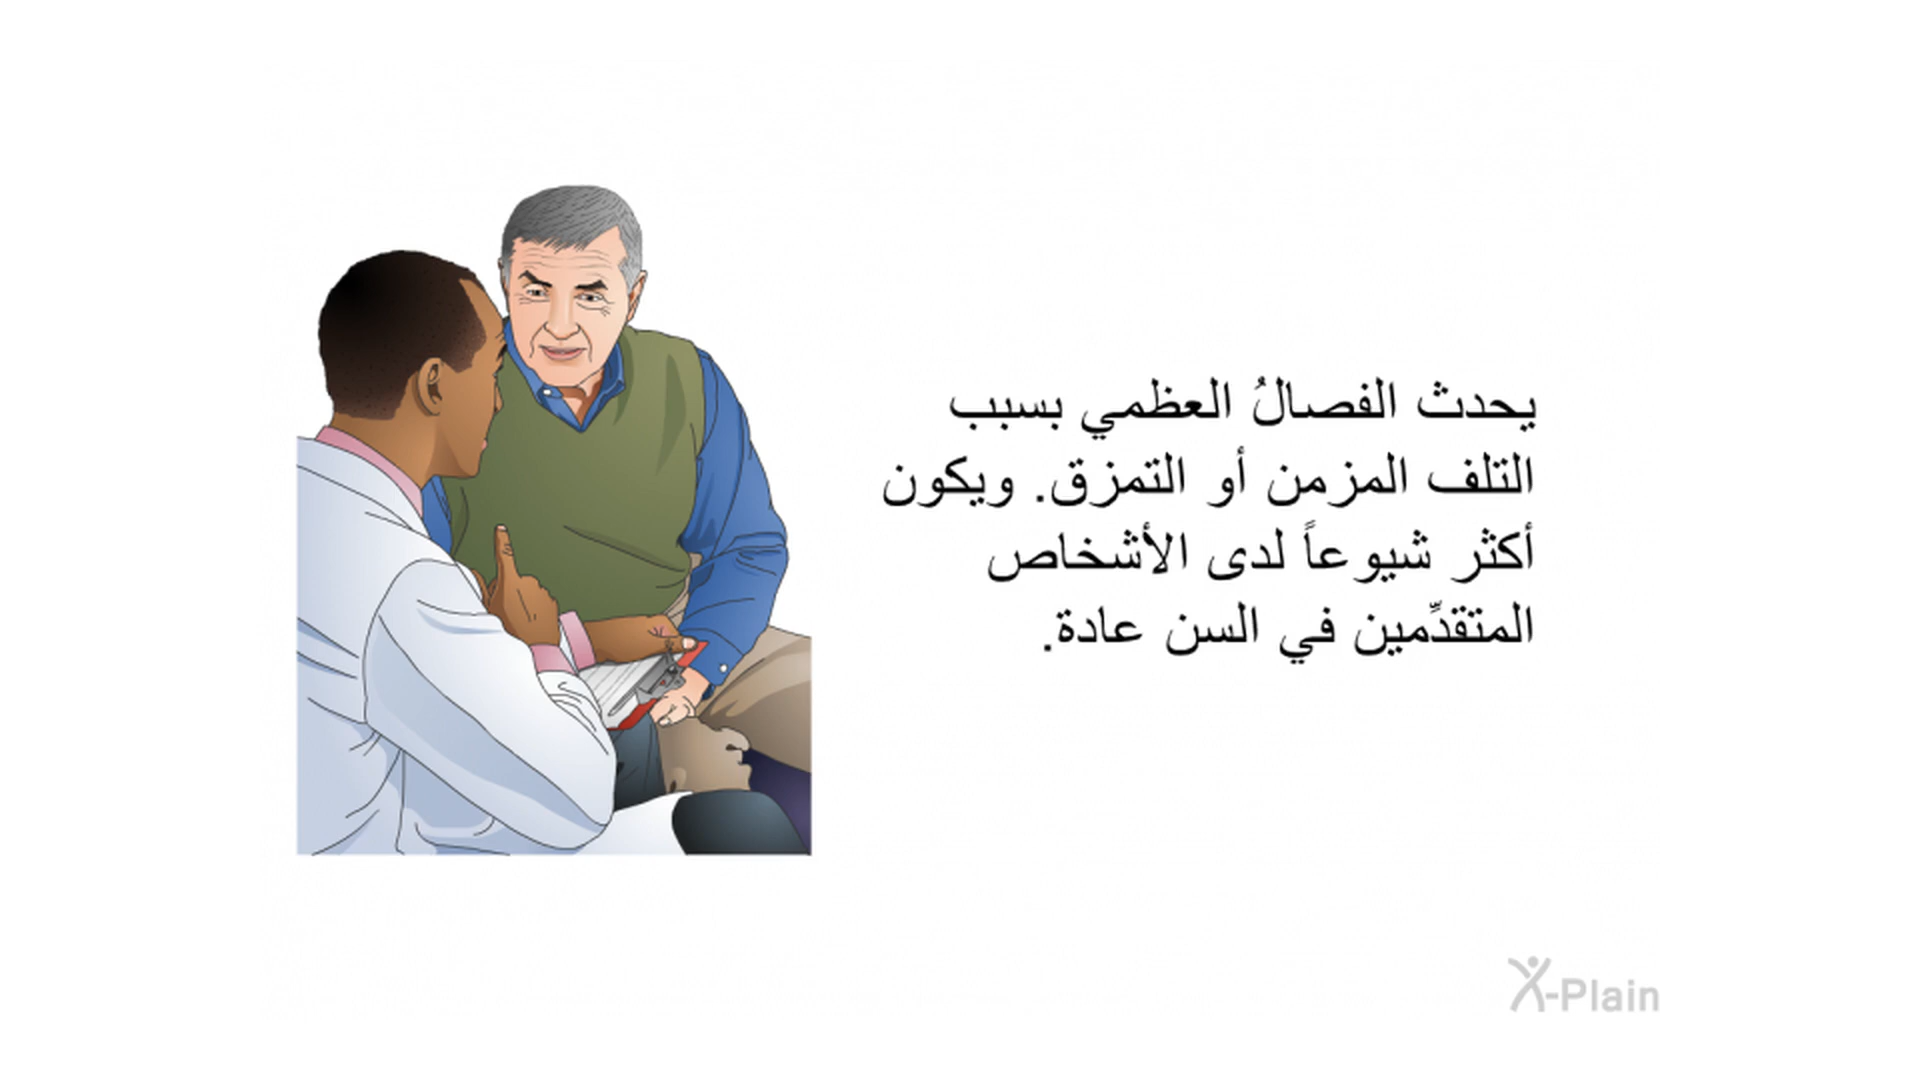 يحدث الفصالُ العظمي بسبب
التلف المزمن أو التمزق. ويكون
أكثر شيوعاً لدى الأشخاص
المتقدِّمين في السن عادة.
X-Plain